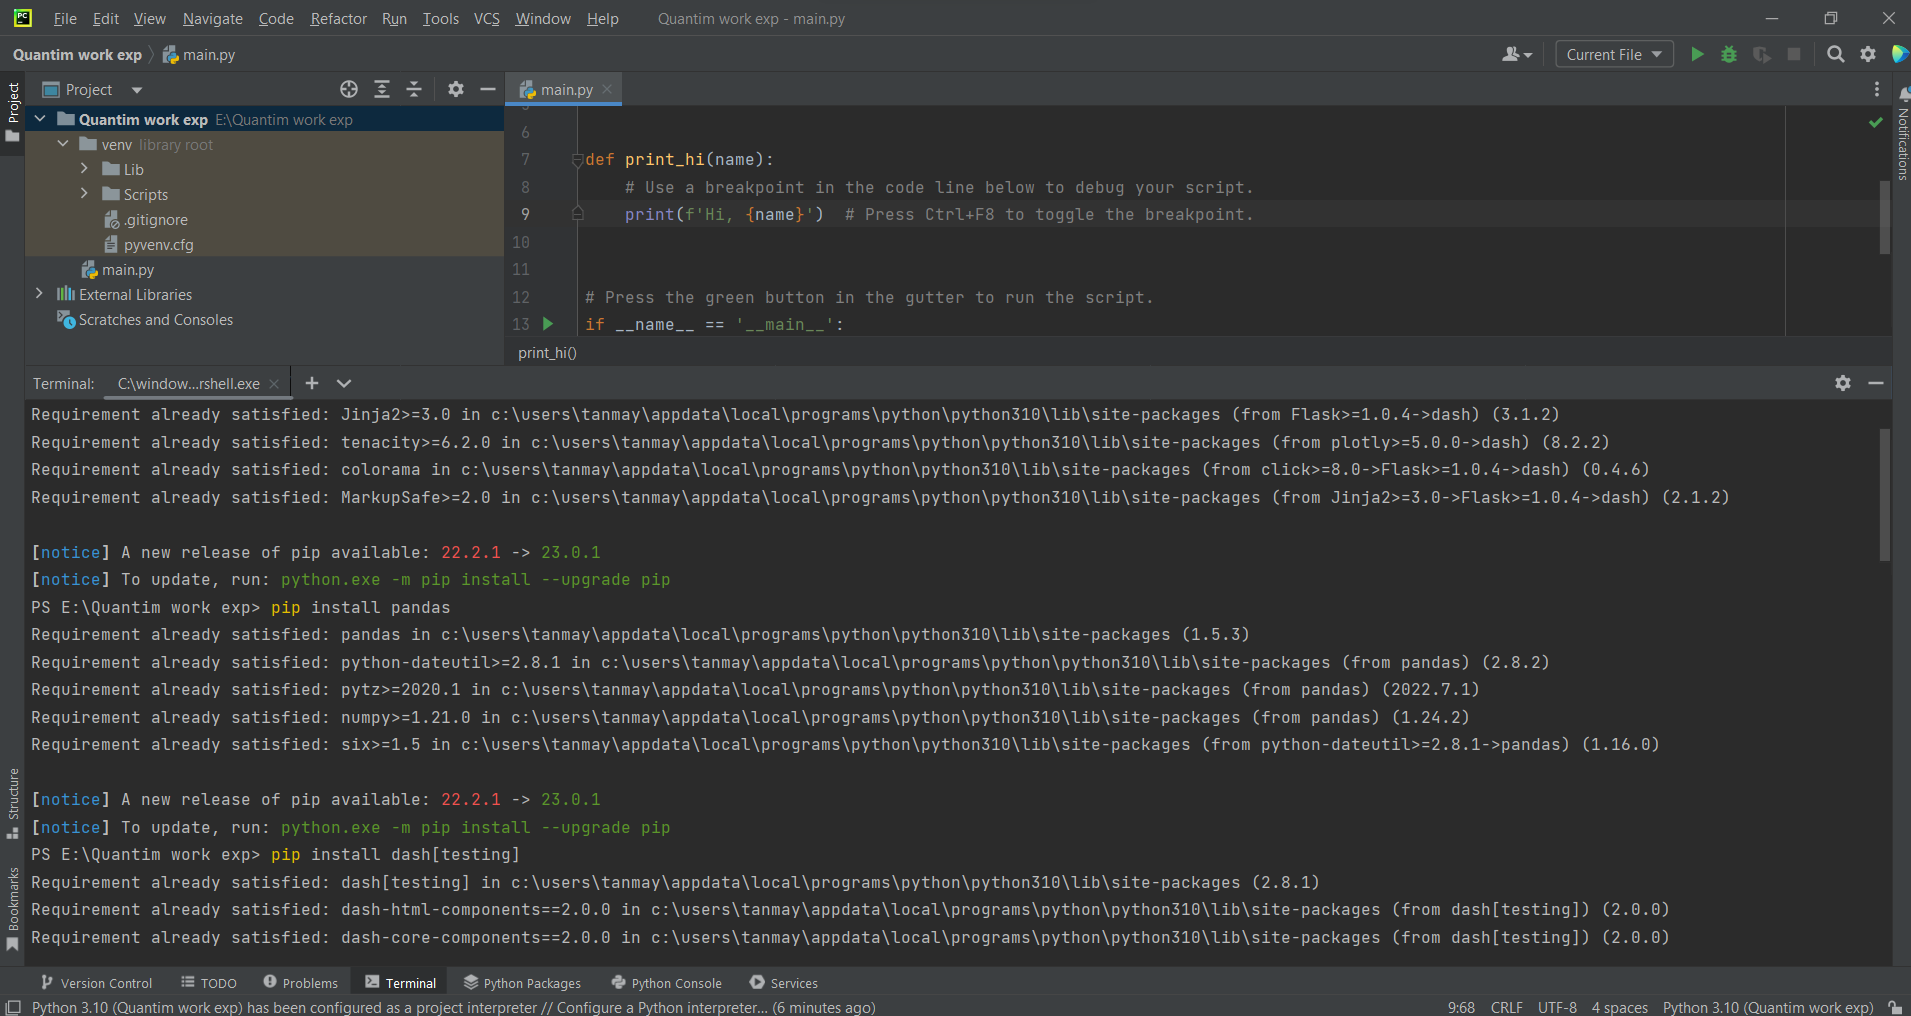 PC File Edit View Navigate Code Refactor Run Tools VCS Window Help Quantim work exp - main.py
Quantim work exp main.py Current File
Project
Project main.py
Quantim work exp E:\Quantim work exp
venv library root
Lib
Scripts
.gitignore
pyvenv.cfg
main.py
External Libraries
Scratches and Consoles
6
7 def print_hi(name):
8 # Use a breakpoint in the code line below to debug your script.
9 print(f'Hi, {name}') # Press Ctrl+F8 to toggle the breakpoint.
10
11
12 # Press the green button in the gutter to run the script.
13 if __name__ == '__main__':
print_hi()
Notifications
Terminal: C:\window...rshell.exe
Requirement already satisfied: Jinja2>=3.0 in c:\users\tanmay\appdata\local\programs\python\python310\lib\site-packages (from Flask>=1.0.4->dash) (3.1.2)
Requirement already satisfied: tenacity>=6.2.0 in c:\users\tanmay\appdata\local\programs\python\python310\lib\site-packages (from plotly>=5.0.0->dash) (8.2.2)
Requirement already satisfied: colorama in c:\users\tanmay\appdata\local\programs\python\python310\lib\site-packages (from click>=8.0->Flask>=1.0.4->dash) (0.4.6)
Requirement already satisfied: MarkupSafe>=2.0 in c:\users\tanmay\appdata\local\programs\python\python310\lib\site-packages (from Jinja2>=3.0->Flask>=1.0.4->dash) (2.1.2)
[notice] A new release of pip available: 22.2.1 -> 23.0.1
[notice] To update, run: python.exe -m pip install --upgrade pip
PS E:\Quantim work exp> pip install pandas
Requirement already satisfied: pandas in c:\users\tanmay\appdata\local\programs\python\python310\lib\site-packages (1.5.3)
Requirement already satisfied: python-dateutil>=2.8.1 in c:\users\tanmay\appdata\local\programs\python\python310\lib\site-packages (from pandas) (2.8.2)
Requirement already satisfied: pytz>=2020.1 in c:\users\tanmay\appdata\local\programs\python\python310\lib\site-packages (from pandas) (2022.7.1)
Requirement already satisfied: numpy>=1.21.0 in c:\users\tanmay\appdata\local\programs\python\python310\lib\site-packages (from pandas) (1.24.2)
Requirement already satisfied: six>=1.5 in c:\users\tanmay\appdata\local\programs\python\python310\lib\site-packages (from python-dateutil>=2.8.1->pandas) (1.16.0)
[notice] A new release of pip available: 22.2.1 -> 23.0.1
[notice] To update, run: python.exe -m pip install --upgrade pip
PS E:\Quantim work exp> pip install dash[testing]
Requirement already satisfied: dash[testing] in c:\users\tanmay\appdata\local\programs\python\python310\lib\site-packages (2.8.1)
Requirement already satisfied: dash-html-components==2.0.0 in c:\users\tanmay\appdata\local\programs\python\python310\lib\site-packages (from dash[testing]) (2.0.0)
Requirement already satisfied: dash-core-components==2.0.0 in c:\users\tanmay\appdata\local\programs\python\python310\lib\site-packages (from dash[testing]) (2.0.0)
Structure
Bookmarks
Version Control TODO Problems Terminal Python Packages Python Console Services
Python 3.10 (Quantim work exp) has been configured as a project interpreter // Configure a Python interpreter... (6 minutes ago) 9:68 CRLF UTF-8 4 spaces Python 3.10 (Quantim work exp)